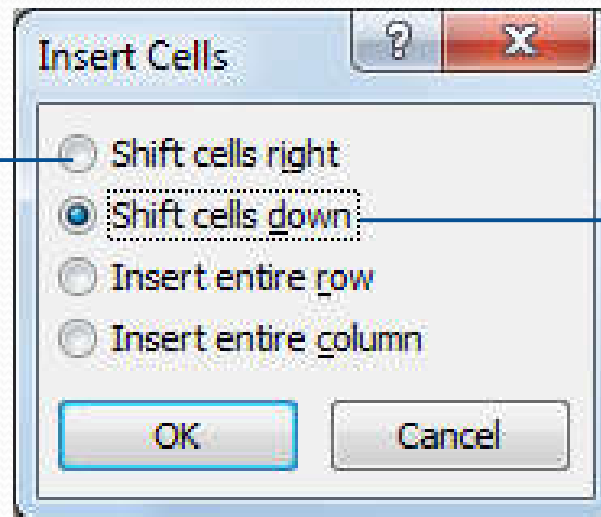 Insert Cells
?
Shift cells right
Shift cells down
Insert entire row
Insert entire column
OK
Cancel